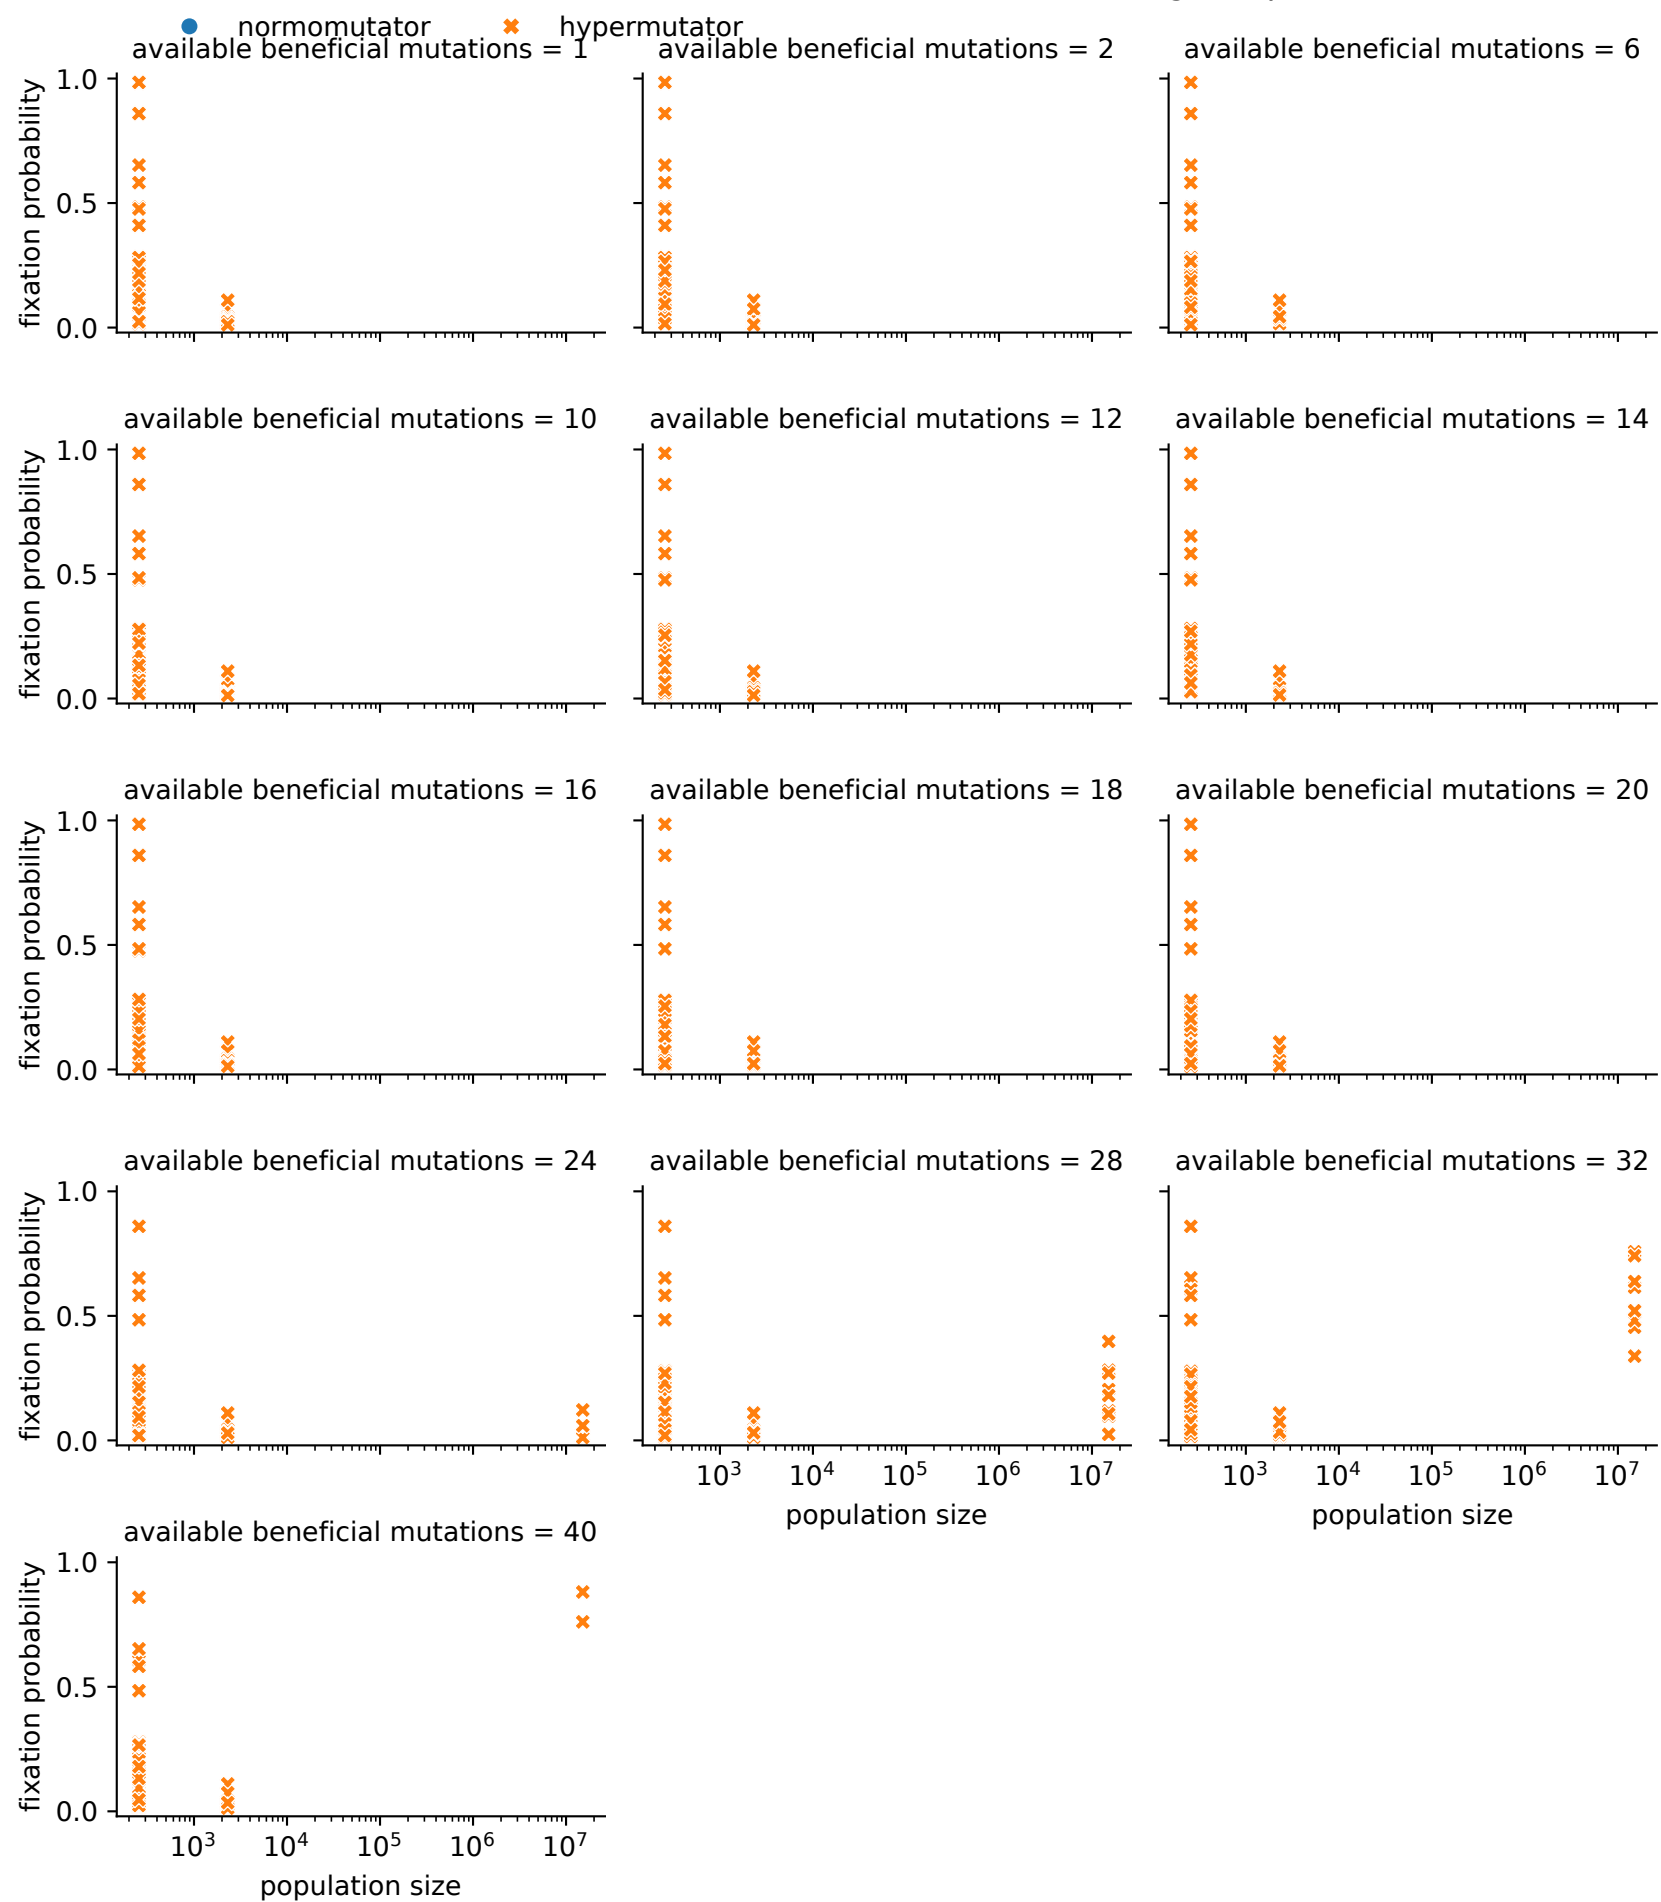 normomutator hypermutator
available beneficial mutations = 1 available beneficial mutations = 2 available beneficial mutations = 6
1.0
0.5
0.0
fixation probability
available beneficial mutations = 10 available beneficial mutations = 12 available beneficial mutations = 14
1.0
0.5
0.0
fixation probability
available beneficial mutations = 16 available beneficial mutations = 18 available beneficial mutations = 20
1.0
0.5
0.0
fixation probability
available beneficial mutations = 24 available beneficial mutations = 28 available beneficial mutations = 32
1.0
0.5
0.0
fixation probability
10³ 10⁴ 10⁵ 10⁶ 10⁷ 10³ 10⁴ 10⁵ 10⁶ 10⁷
population size population size
available beneficial mutations = 40
1.0
0.5
0.0
fixation probability
10³ 10⁴ 10⁵ 10⁶ 10⁷
population size